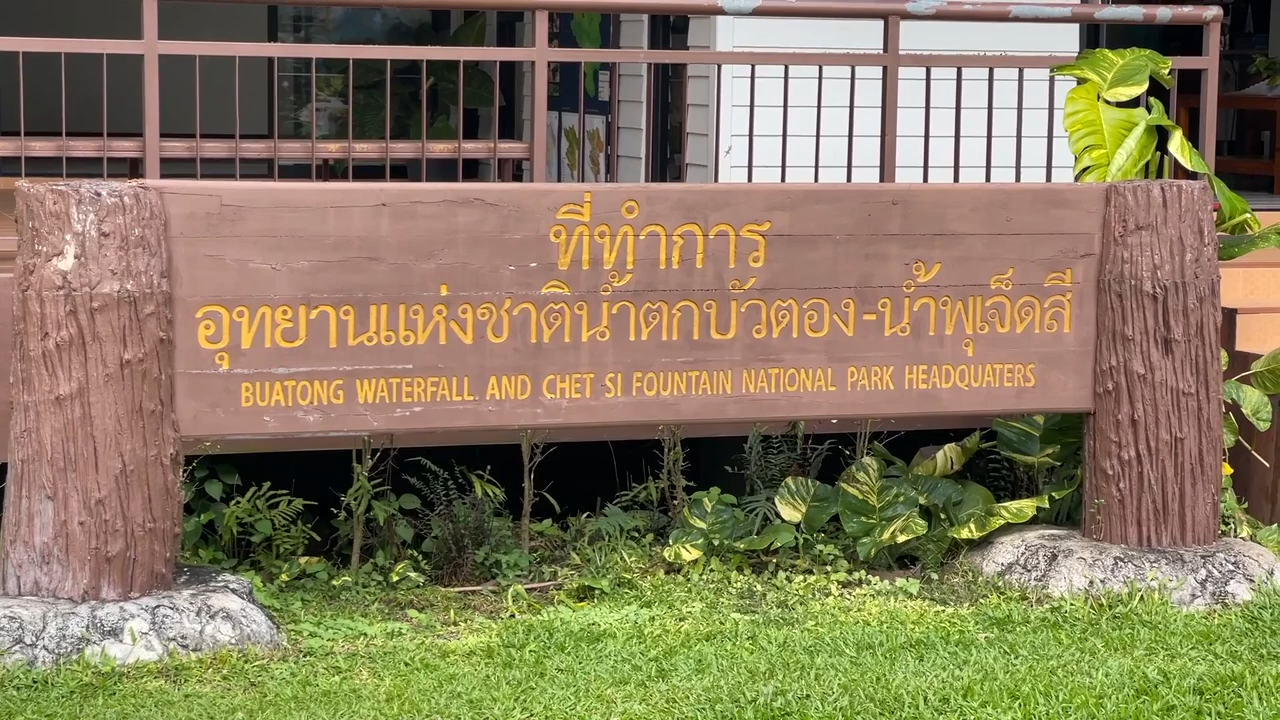 ที่ทำการ
อุทยานแห่งชาติน้ำตกบัวตอง-น้ำพุเจ็ดสี
BUATONG WATERFALL AND CHET SI FOUNTAIN NATIONAL PARK HEADQUATERS